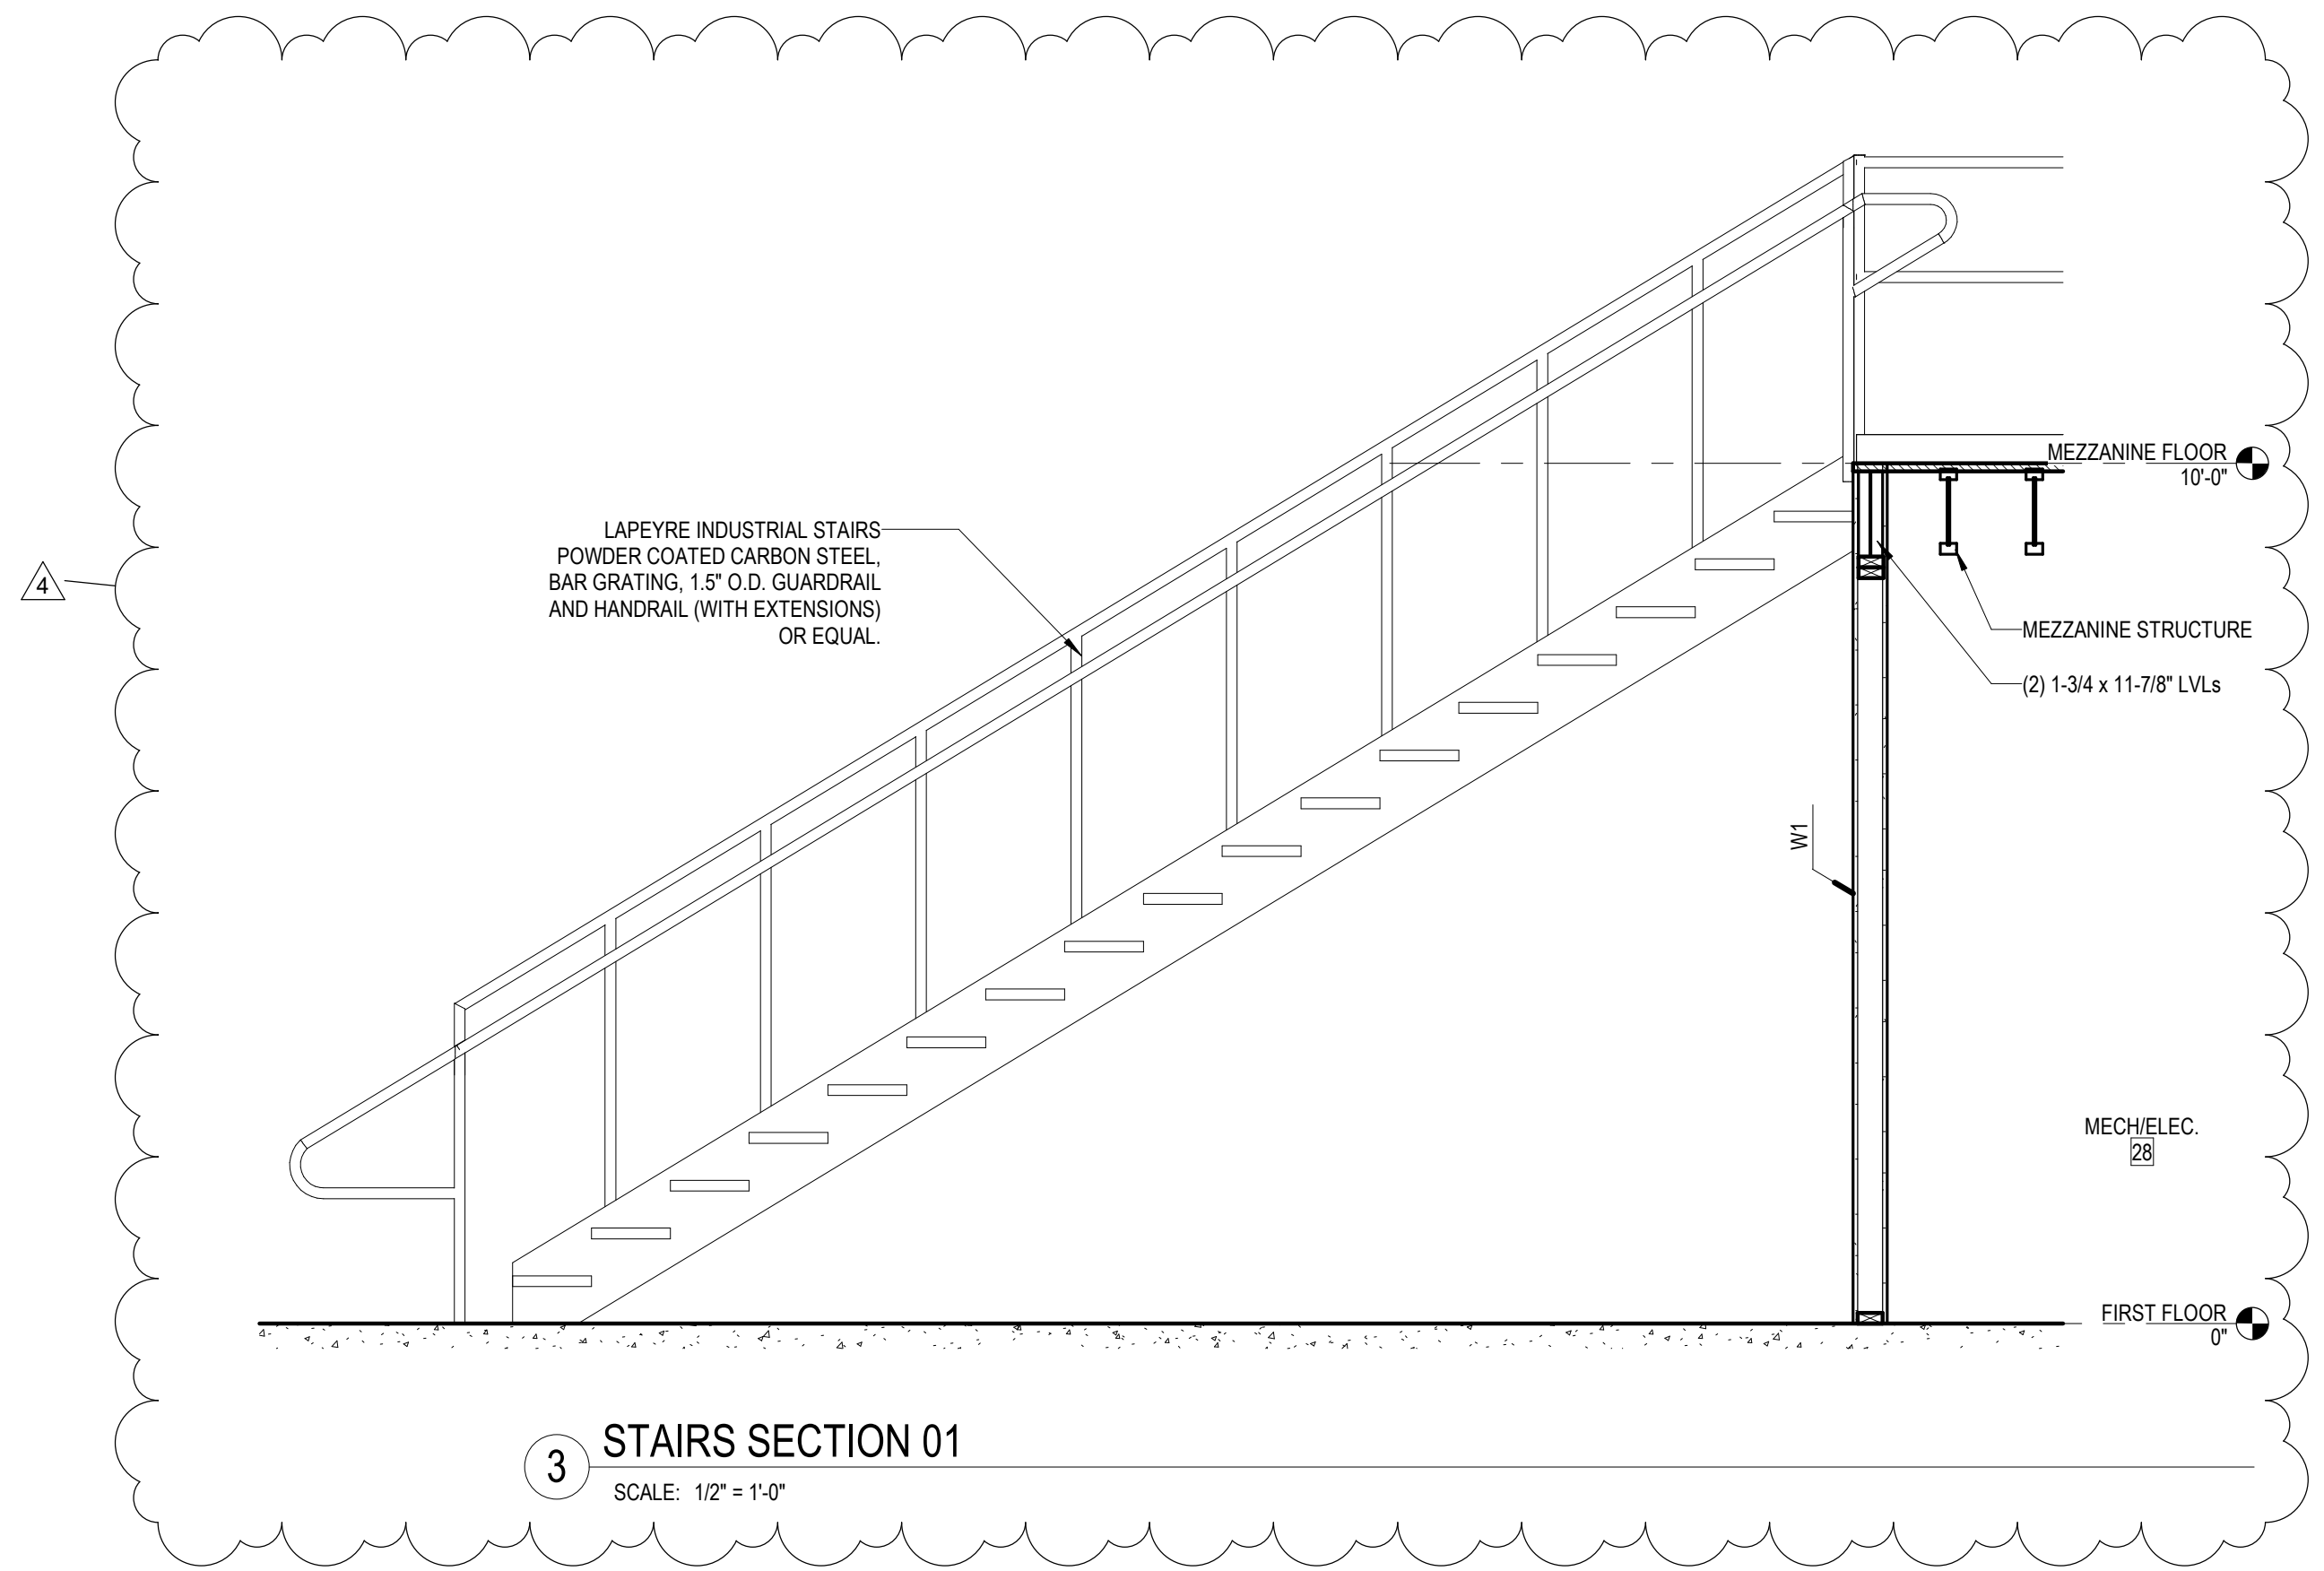 MEZZANINE FLOOR
10'-0"
LAPEYRE INDUSTRIAL STAIRS
POWDER COATED CARBON STEEL,
BAR GRATING, 1.5" O.D. GUARDRAIL
AND HANDRAIL (WITH EXTENSIONS)
OR EQUAL.
4
MEZZANINE STRUCTURE
(2) 1-3/4 x 11-7/8" LVLs
W1
MECH/ELEC.
28
FIRST FLOOR
0"
3
STAIRS SECTION 01
SCALE: 1/2" = 1'-0"